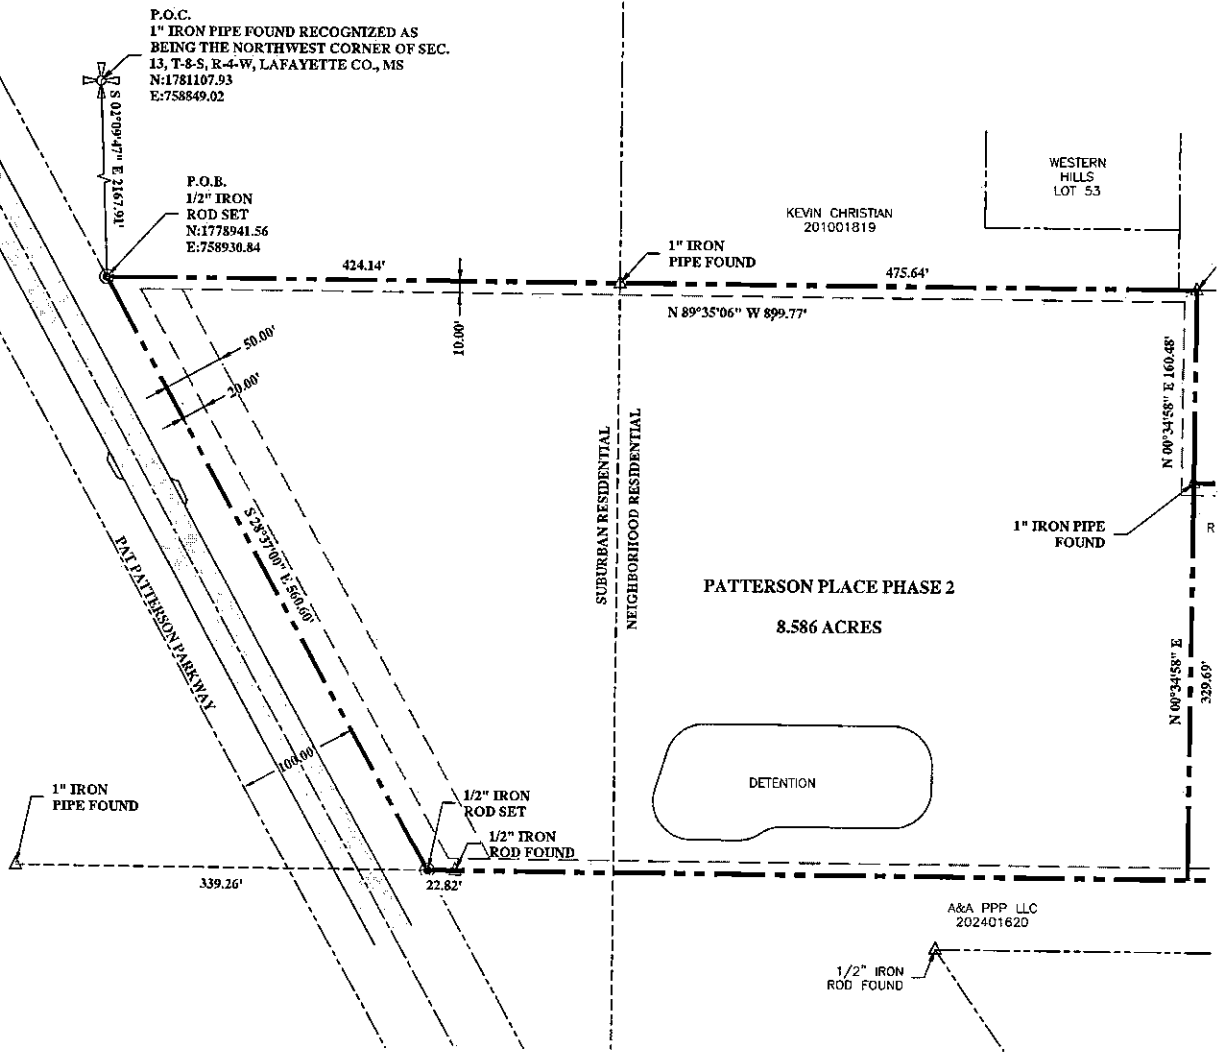 P.O.C.
1" IRON PIPE FOUND RECOGNIZED AS
BEING THE NORTHWEST CORNER OF SEC.
13, T-8-S, R-4-W, LAFAYETTE CO., MS
N:1781107.93
E:758849.02
S 02°09'47" E 2167.91'
P.O.B.
1/2" IRON
ROD SET
N:1778941.56
E:758930.84
WESTERN
HILLS
LOT 53
KEVIN CHRISTIAN
201001819
1" IRON
PIPE FOUND
424.14'
475.64'
N 89°35'06" W 899.77'
10.00'
50.00'
20.00'
N 00°34'58" E 160.48'
SUBURBAN RESIDENTIAL
NEIGHBORHOOD RESIDENTIAL
1" IRON PIPE
FOUND
R
S 28°37'00" E 560.60'
PAT PATTERSON PARKWAY
PATTERSON PLACE PHASE 2
8.586 ACRES
N 00°34'58" E
329.69'
100.00'
DETENTION
1" IRON
PIPE FOUND
1/2" IRON
ROD SET
1/2" IRON
ROD FOUND
339.26'
22.82'
A&A PPP LLC
202401620
1/2" IRON
ROD FOUND